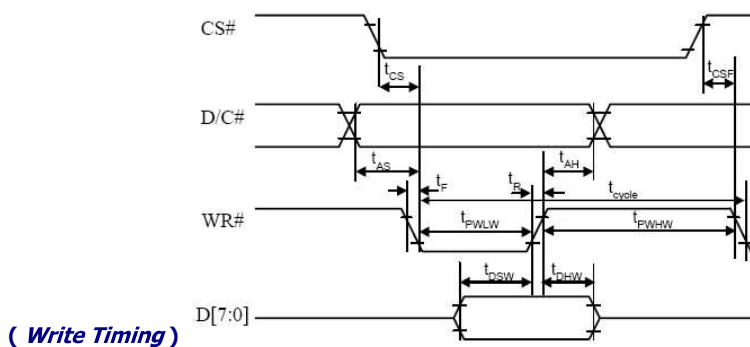 CS#
tCS
tCSF
D/C#
tAS
tAH
tF
tR
tcycle
WR#
tPWLW
tPWHW
tDSW
tDHW
D[7:0]
( Write Timing )